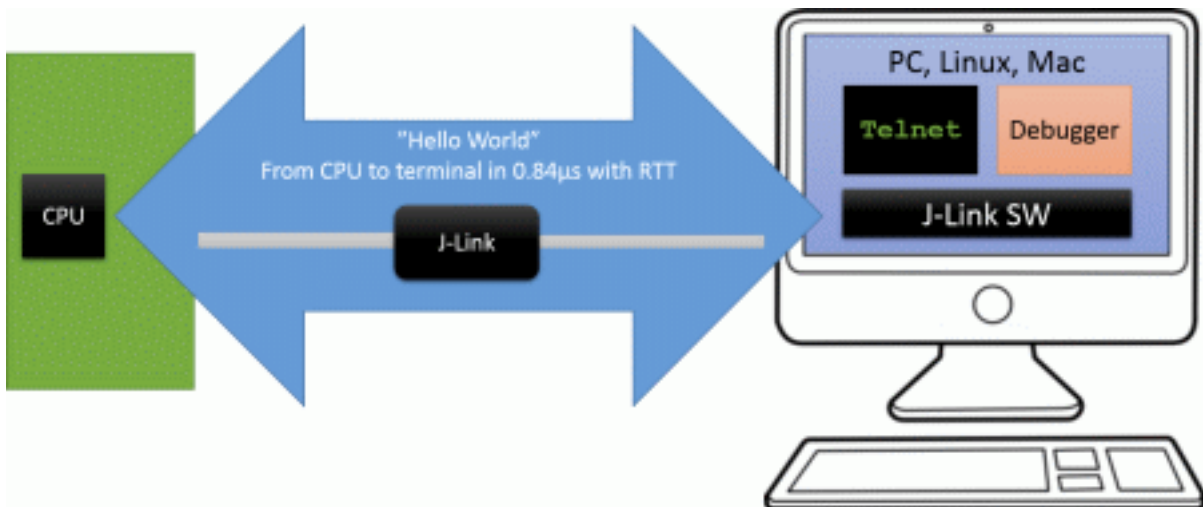 CPU
"Hello World"
From CPU to terminal in 0.84µs with RTT
J-Link
PC, Linux, Mac
Telnet
Debugger
J-Link SW